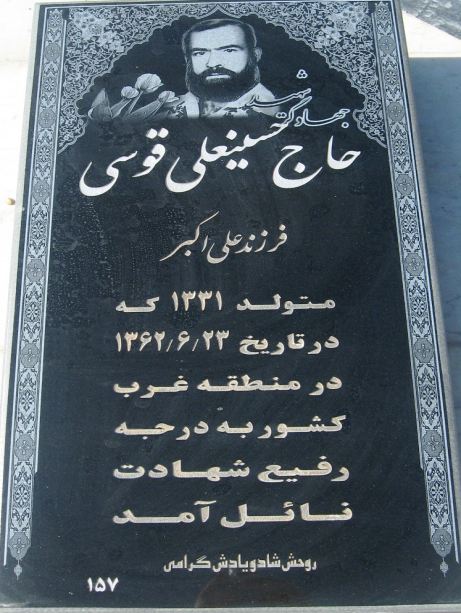 شهید
جهادگر
حاج حسینعلی قوسی
فرزند علی اکبر
متولد ۱۳۳۱ که
در تاریخ ۱۳۶۲/۶/۲۳
در منطقه غرب
کشور به درجه
رفیع شهادت
نائل آمد
روحش شاد و یادش گرامی
۱۵۷